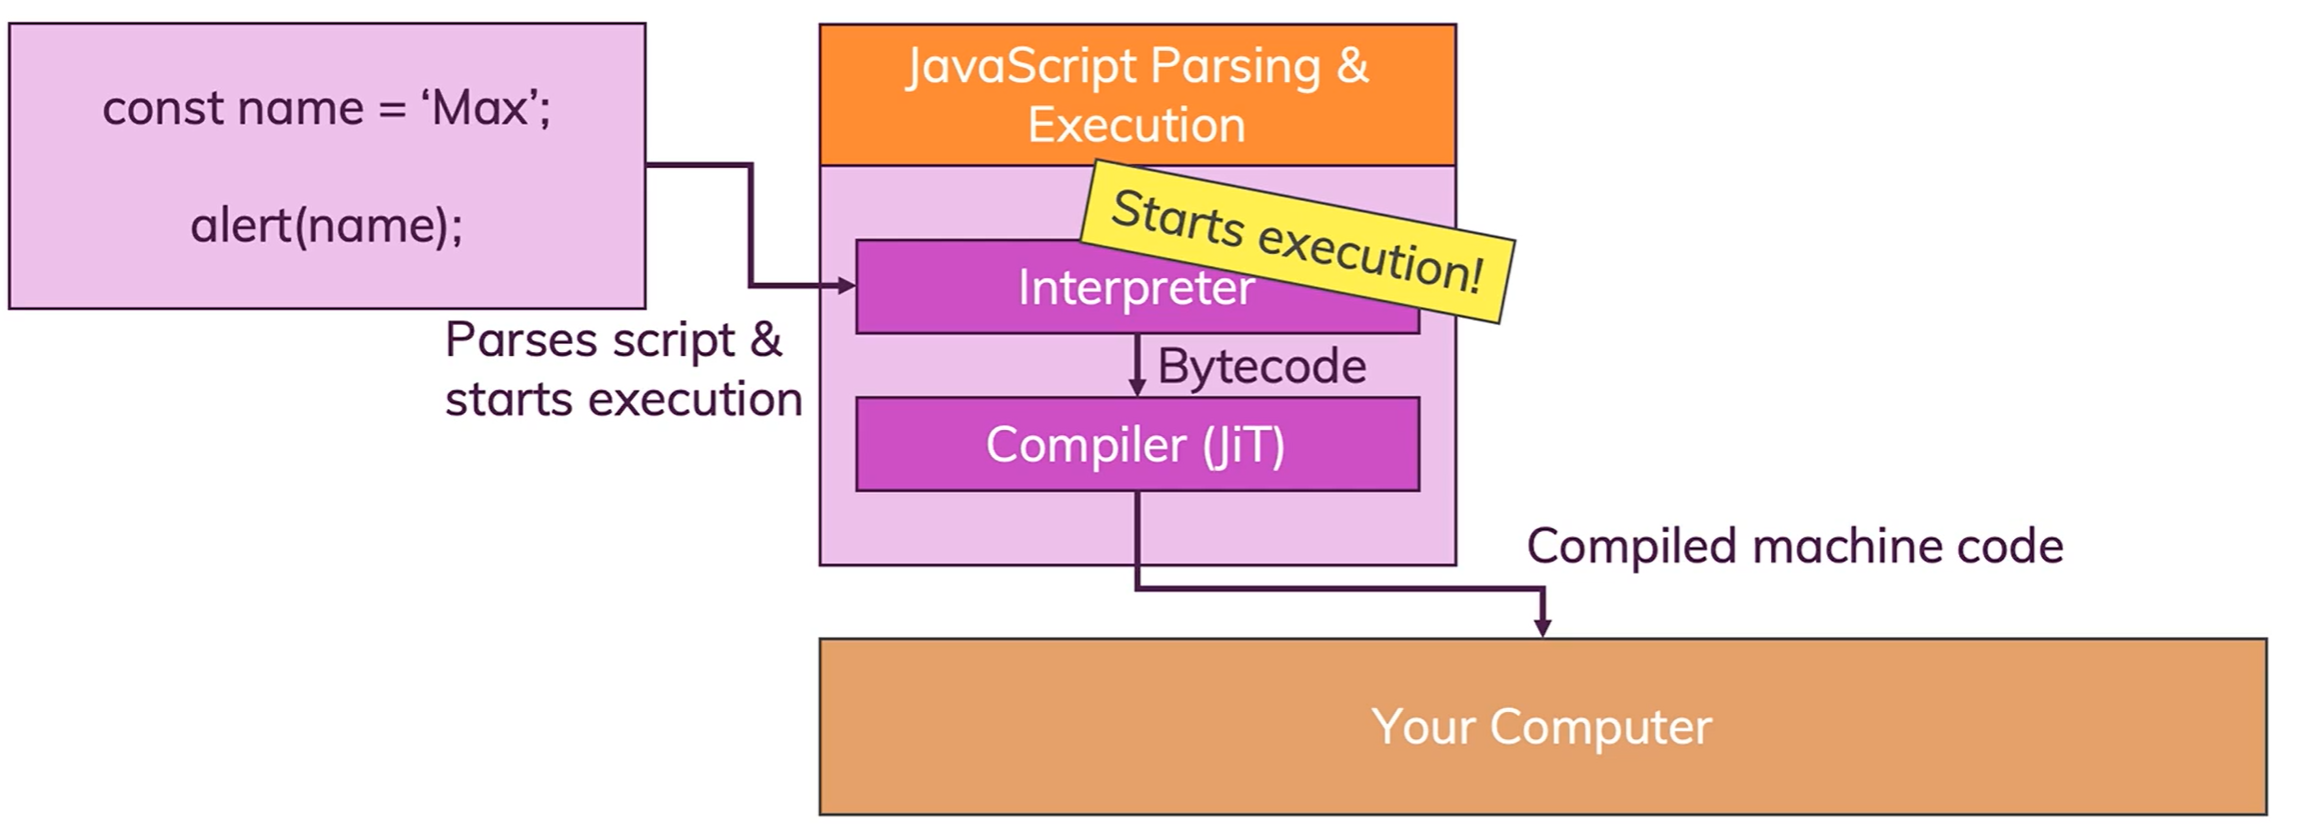 const name = ‘Max’;
alert(name);
Parses script &
starts execution
JavaScript Parsing &
Execution
Starts execution!
Interpreter
Bytecode
Compiler (JiT)
Compiled machine code
Your Computer